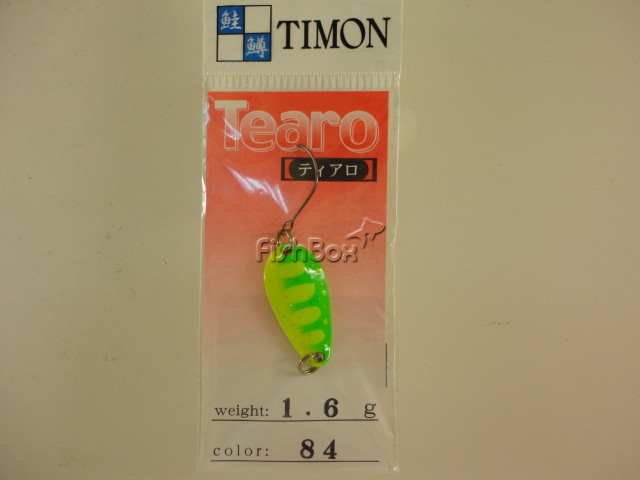 鮭鱒
TIMON
Tearo
【ティアロ】
FishBox
weight: 1.6 g
color: 84